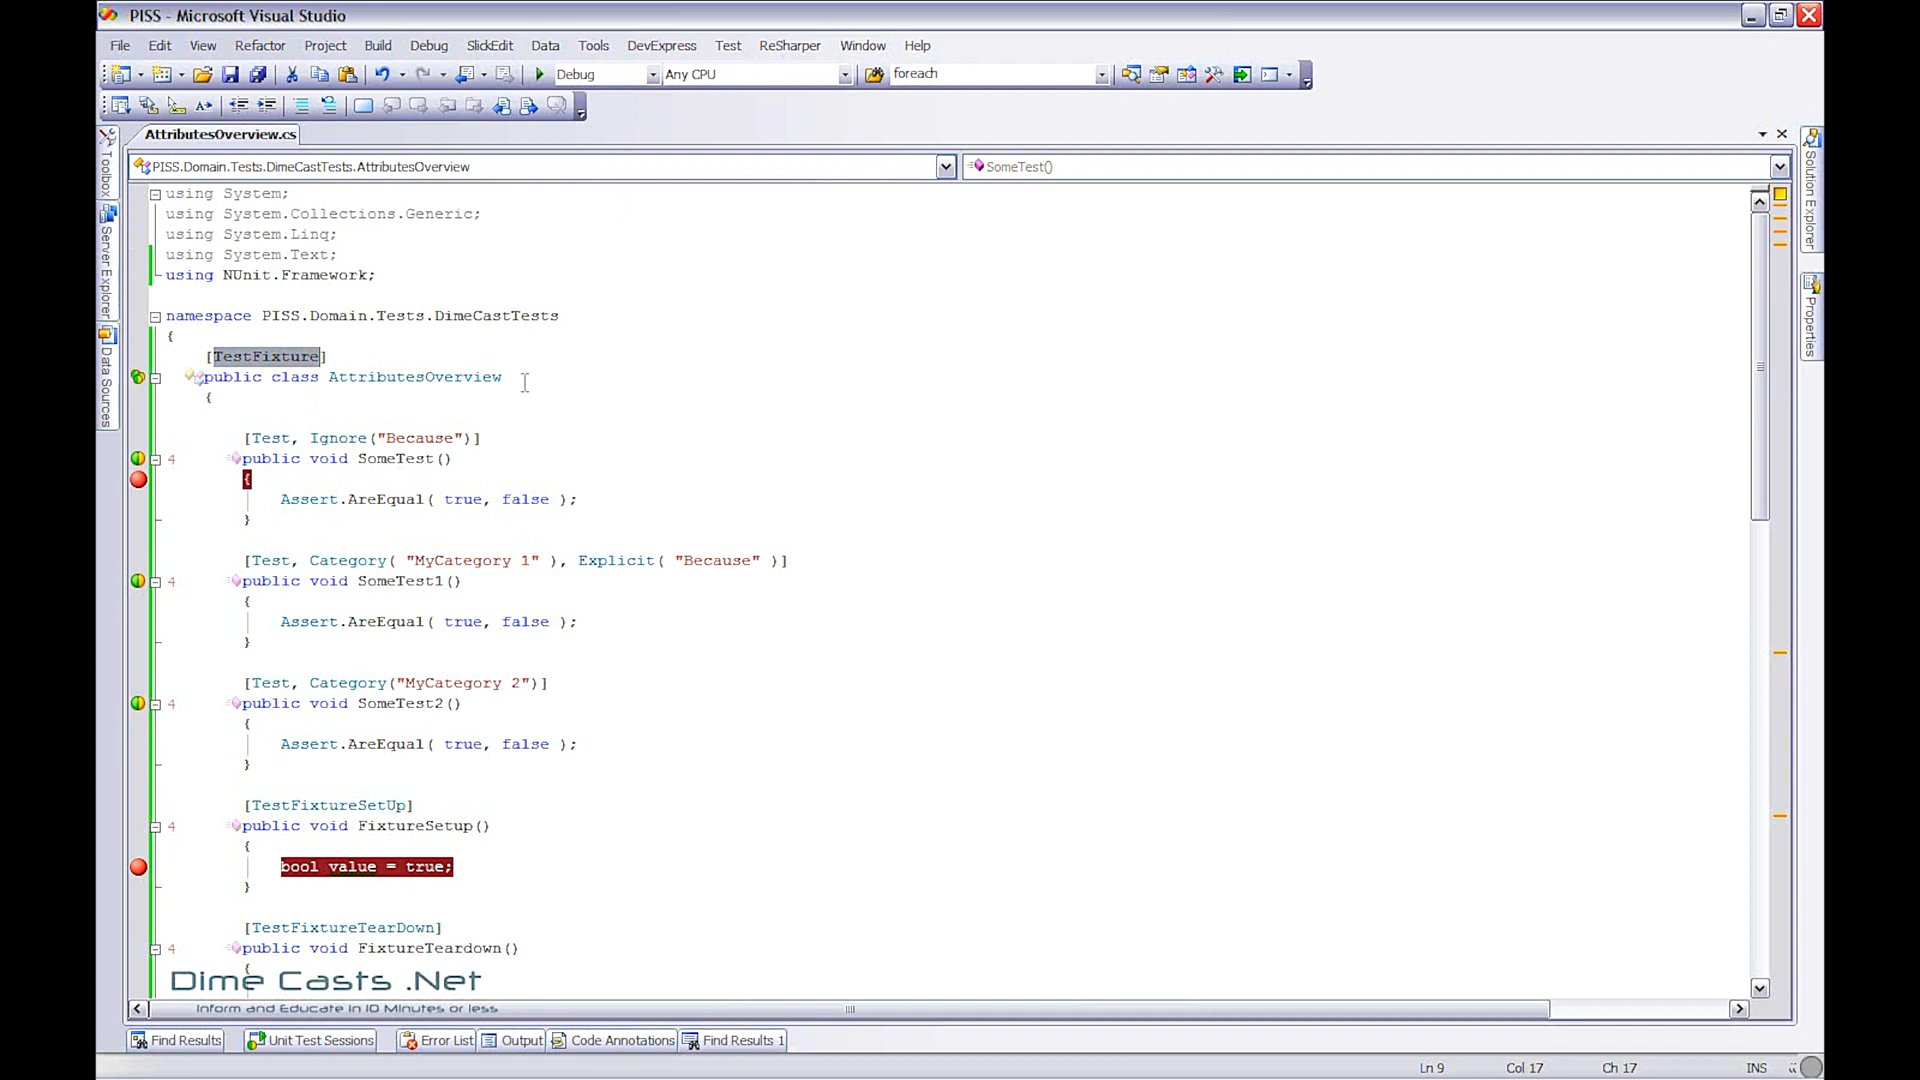 PISS - Microsoft Visual Studio
File Edit View Refactor Project Build Debug SlickEdit Data Tools DevExpress Test ReSharper Window Help
Debug Any CPU foreach
AttributesOverview.cs
PISS.Domain.Tests.DimeCastTests.AttributesOverview SomeTest()
Toolbox
Server Explorer
Data Sources
Solution Explorer
Properties
using System;
using System.Collections.Generic;
using System.Linq;
using System.Text;
using NUnit.Framework;
namespace PISS.Domain.Tests.DimeCastTests
{
[TestFixture]
public class AttributesOverview
{
[Test, Ignore("Because")]
4 public void SomeTest()
{
Assert.AreEqual( true, false );
}
[Test, Category( "MyCategory 1" ), Explicit( "Because" )]
4 public void SomeTest1()
{
Assert.AreEqual( true, false );
}
[Test, Category("MyCategory 2")]
4 public void SomeTest2()
{
Assert.AreEqual( true, false );
}
[TestFixtureSetUp]
4 public void FixtureSetup()
{
bool value = true;
}
[TestFixtureTearDown]
4 public void FixtureTeardown()
{
Dime Casts .Net
Inform and Educate in 10 Minutes or less
Find Results Unit Test Sessions Error List Output Code Annotations Find Results 1
Ln 9 Col 17 Ch 17 INS